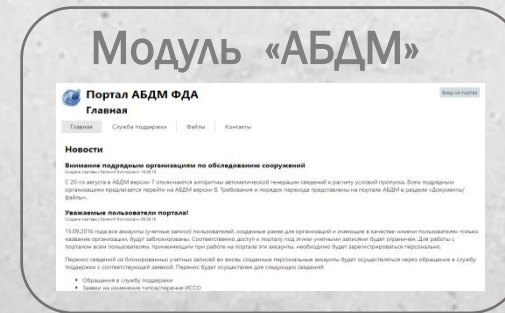 Модуль «АБДМ»
Портал АБДМ ФДА
Вход на портал
Главная
Главная Служба поддержки Файлы Контакты
Новости
Внимание подрядным организациям по обследованию сооружений
С 20-го августа в АБДМ версии 7 отключаются алгоритмы автоматической генерации сведений к расчету условий пропуска. Всем подрядным
организациям предлагается перейти на АБДМ версии 8. Требования и порядок перехода представлены на портале АБДМ в разделе «Документы/
файлы».
Уважаемые пользователи портала!
15.09.2016 года все аккаунты (учетные записи) пользователей, созданные ранее для организаций и имеющие в качестве «имени пользователя» только
название организации, будут заблокированы. Соответственно доступ к порталу под этими учетными записями будет ограничен. Для работы с
порталом всем пользователям, применяющим при работе на портале эти аккаунты, необходимо будет зарегистрироваться персонально.
Перенос сведений из блокированных учетных записей во вновь созданные персональные аккаунты будет осуществляться через обращение в службу
поддержки с соответствующей заявкой. Перенос будет осуществлен для следующих сведений:
Обращения в службу поддержки
Заявки на изменение типов/перечня ИССО